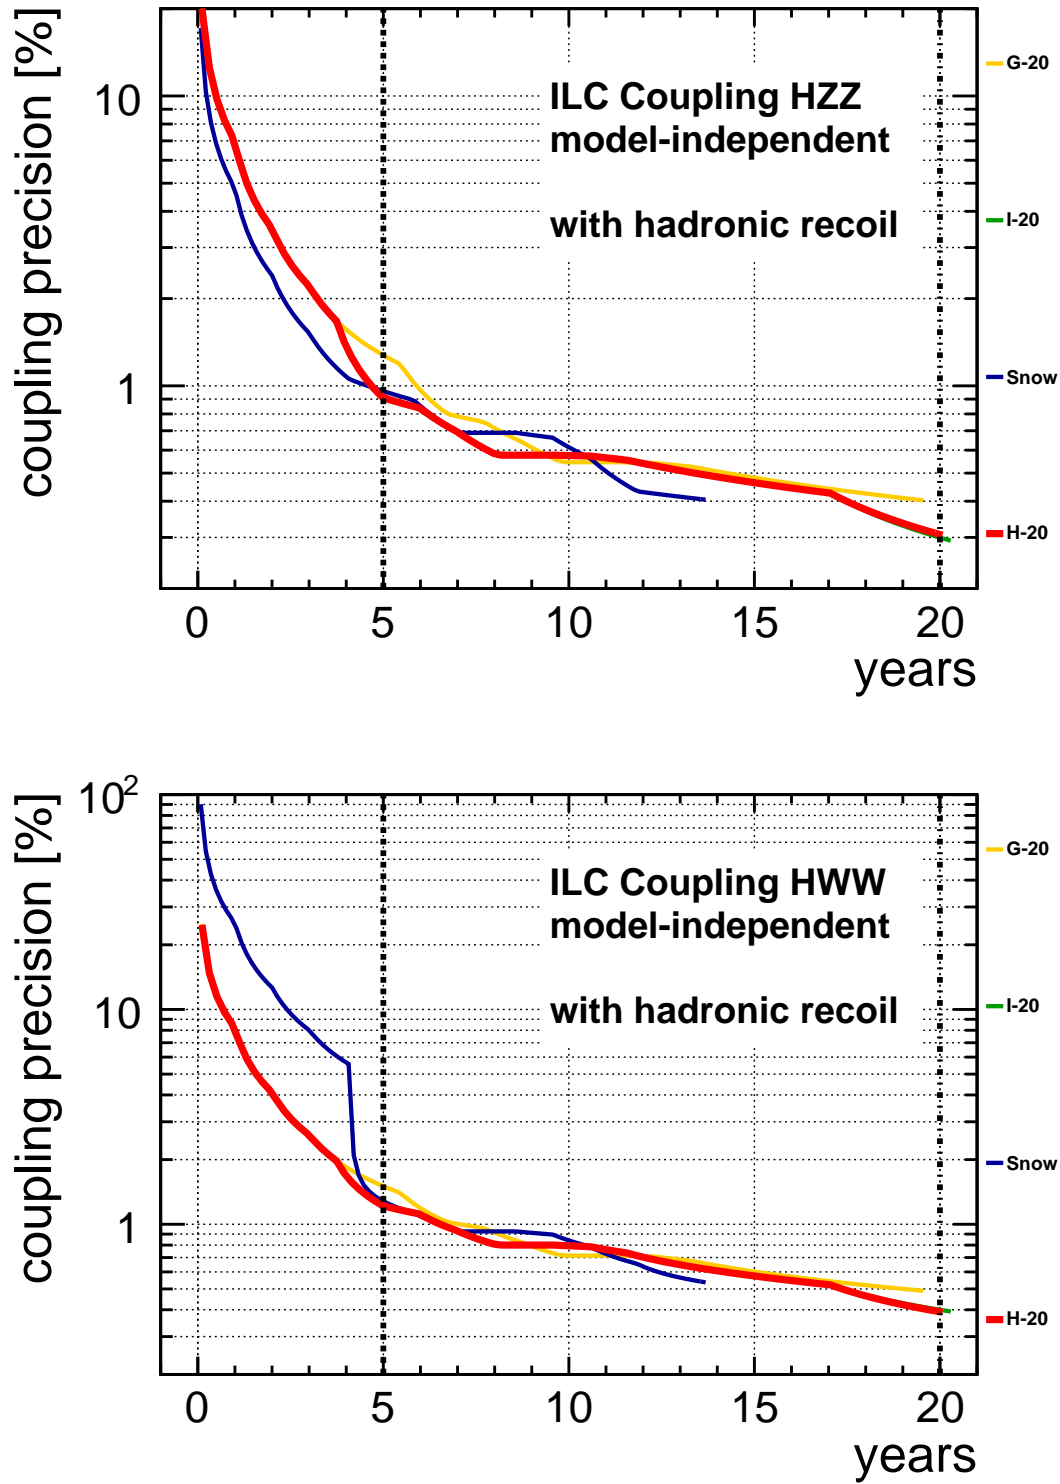 coupling precision [%]
10
1
ILC Coupling HZZ
model-independent
with hadronic recoil
G-20
I-20
Snow
H-20
0 5 10 15 20
years
coupling precision [%]
10²
10
1
ILC Coupling HWW
model-independent
with hadronic recoil
G-20
I-20
Snow
H-20
0 5 10 15 20
years